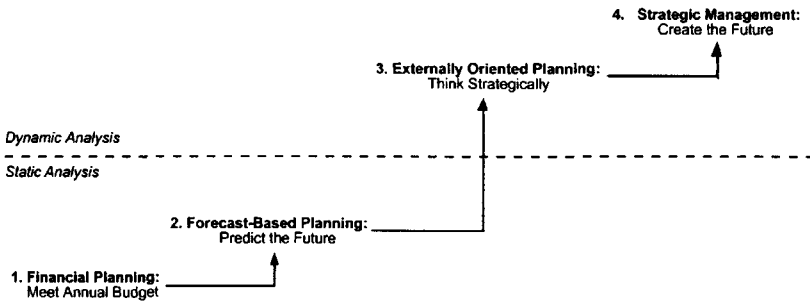 4. Strategic Management:
Create the Future
3. Externally Oriented Planning:
Think Strategically
Dynamic Analysis
Static Analysis
2. Forecast-Based Planning:
Predict the Future
1. Financial Planning:
Meet Annual Budget